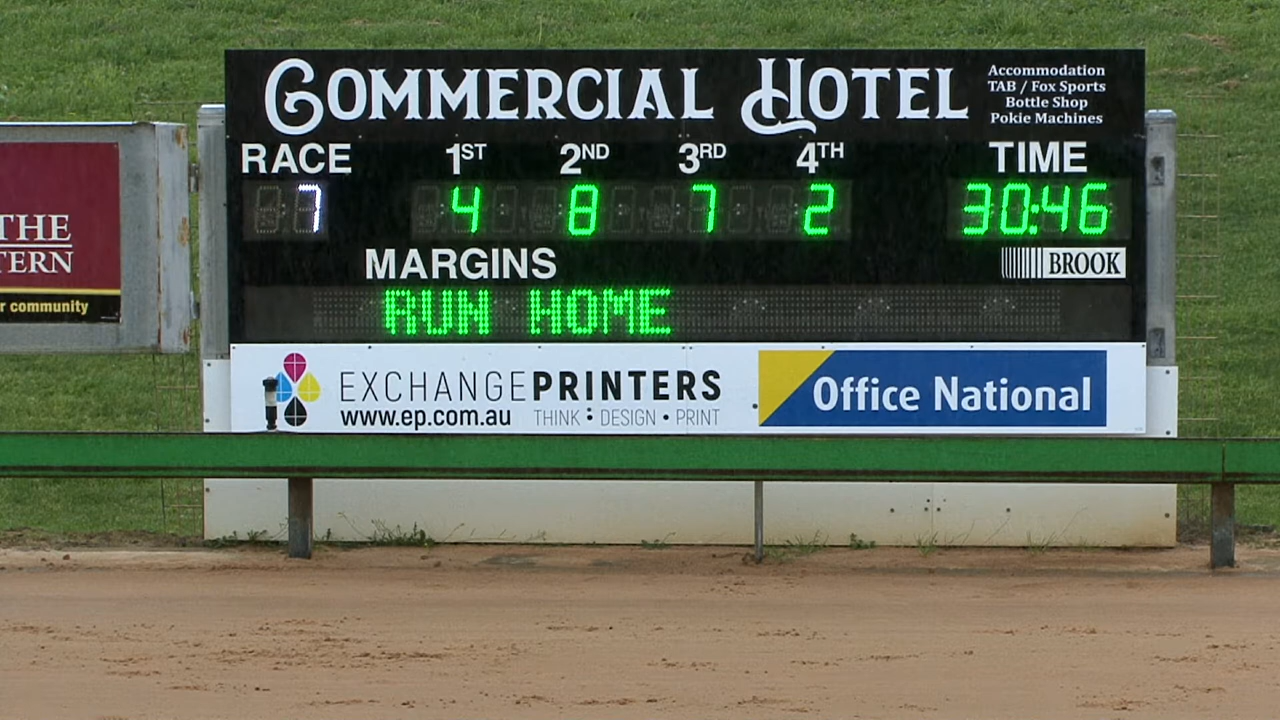 COMMERCIAL HOTEL
Accommodation
TAB / Fox Sports
Bottle Shop
Pokie Machines
RACE 1ST 2ND 3RD 4TH TIME
7 4 8 7 2 30:46
MARGINS
BROOK
RUN HOME
THE
TERN
r community
EXCHANGEPRINTERS
www.ep.com.au THINK : DESIGN • PRINT
Office National